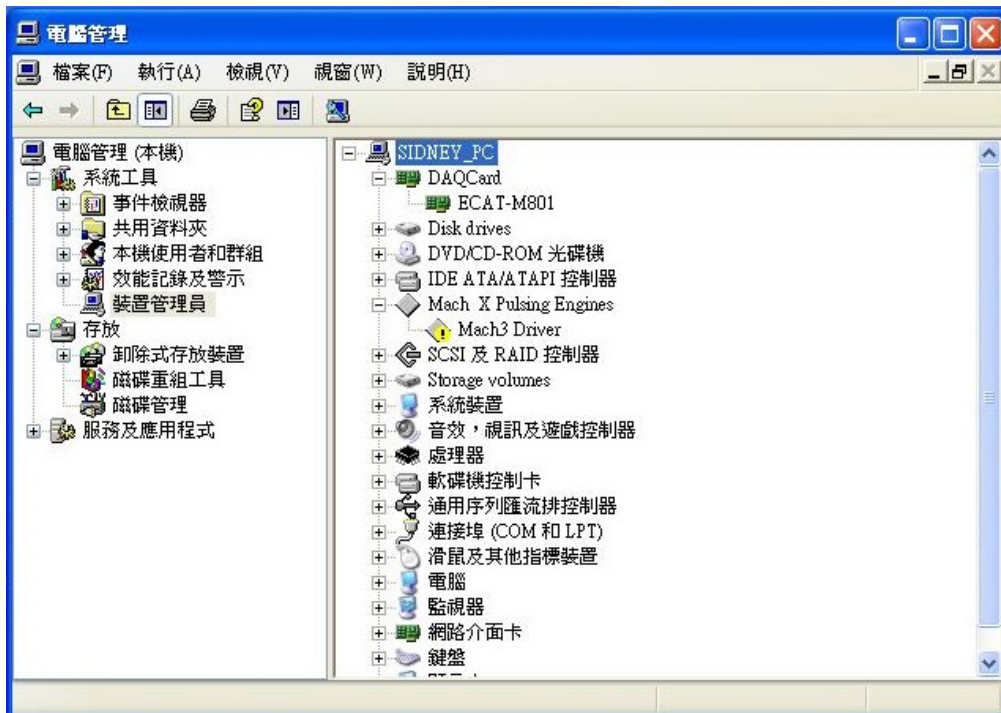 電腦管理
檔案(F) 執行(A) 檢視(V) 視窗(W) 說明(H)
電腦管理 (本機)
系統工具
事件檢視器
共用資料夾
本機使用者和群組
效能記錄及警示
裝置管理員
存放
卸除式存放裝置
磁碟重組工具
磁碟管理
服務及應用程式
SIDNEY_PC
DAQCard
ECAT-M801
Disk drives
DVD/CD-ROM 光碟機
IDE ATA/ATAPI 控制器
Mach X Pulsing Engines
Mach3 Driver
SCSI 及 RAID 控制器
Storage volumes
系統裝置
音效，視訊及遊戲控制器
處理器
軟碟機控制卡
通用序列匯流排控制器
連接埠 (COM 和 LPT)
滑鼠及其他指標裝置
電腦
監視器
網路介面卡
鍵盤